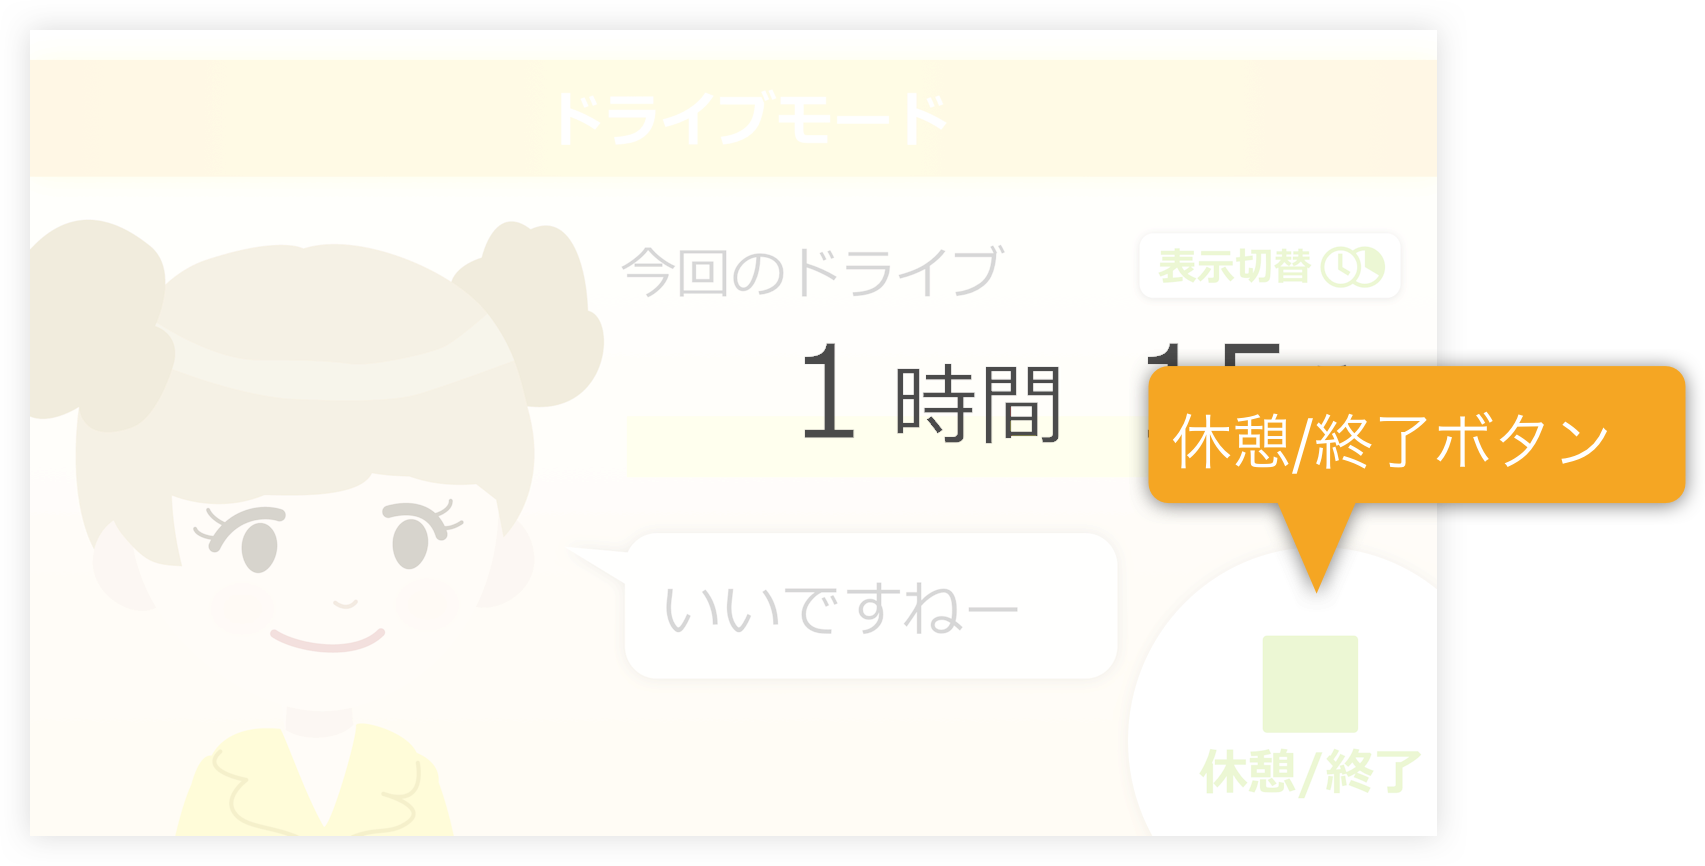 ドライブモード
今回のドライブ
表示切替
1時間 15
休憩/終了ボタン
いいですねー
休憩/終了